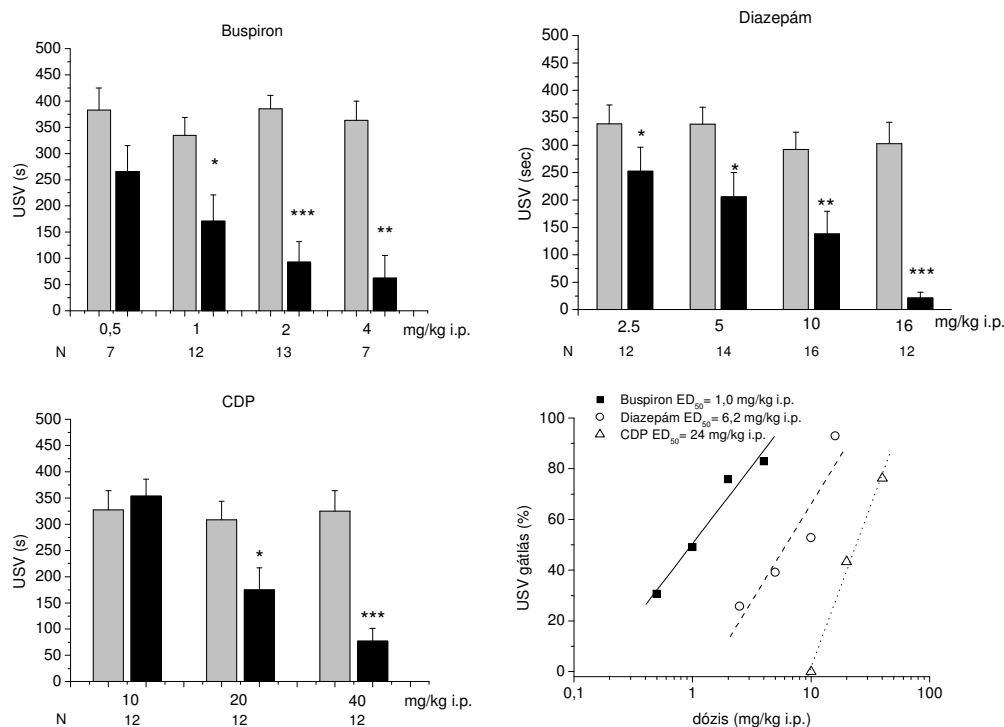 Buspiron
500
450
400
350
300
250
200
150
100
50
0
USV (s)
*
***
**
0,5 1 2 4 mg/kg i.p.
N 7 12 13 7
Diazepám
500
450
400
350
300
250
200
150
100
50
0
USV (sec)
*
*
**
***
2.5 5 10 16 mg/kg i.p.
N 12 14 16 12
CDP
500
450
400
350
300
250
200
150
100
50
0
USV (s)
*
***
10 20 40 mg/kg i.p.
N 12 12 12
Buspiron ED50= 1,0 mg/kg i.p.
Diazepám ED50= 6,2 mg/kg i.p.
CDP ED50= 24 mg/kg i.p.
100
80
60
40
20
0
USV gátlás (%)
0,1 1 10 100
dózis (mg/kg i.p.)